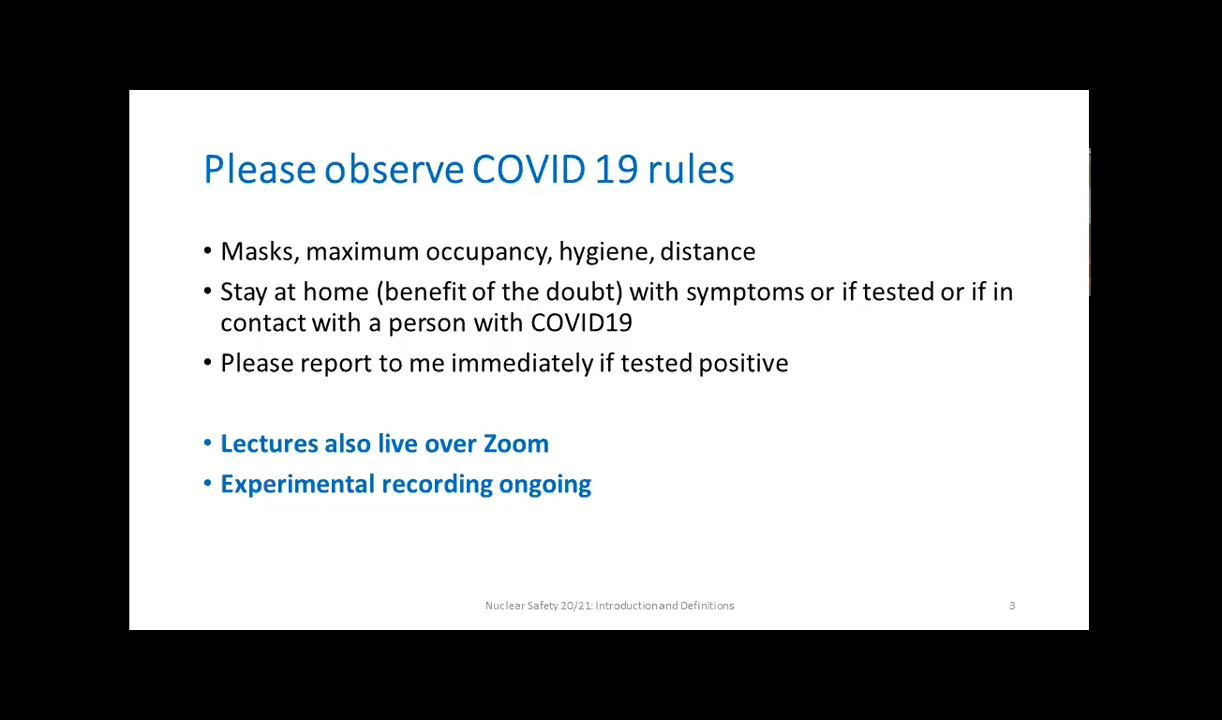 Please observe COVID 19 rules
• Masks, maximum occupancy, hygiene, distance
• Stay at home (benefit of the doubt) with symptoms or if tested or if in
contact with a person with COVID19
• Please report to me immediately if tested positive
• Lectures also live over Zoom
• Experimental recording ongoing
Nuclear Safety 20/21: Introduction and Definitions 3